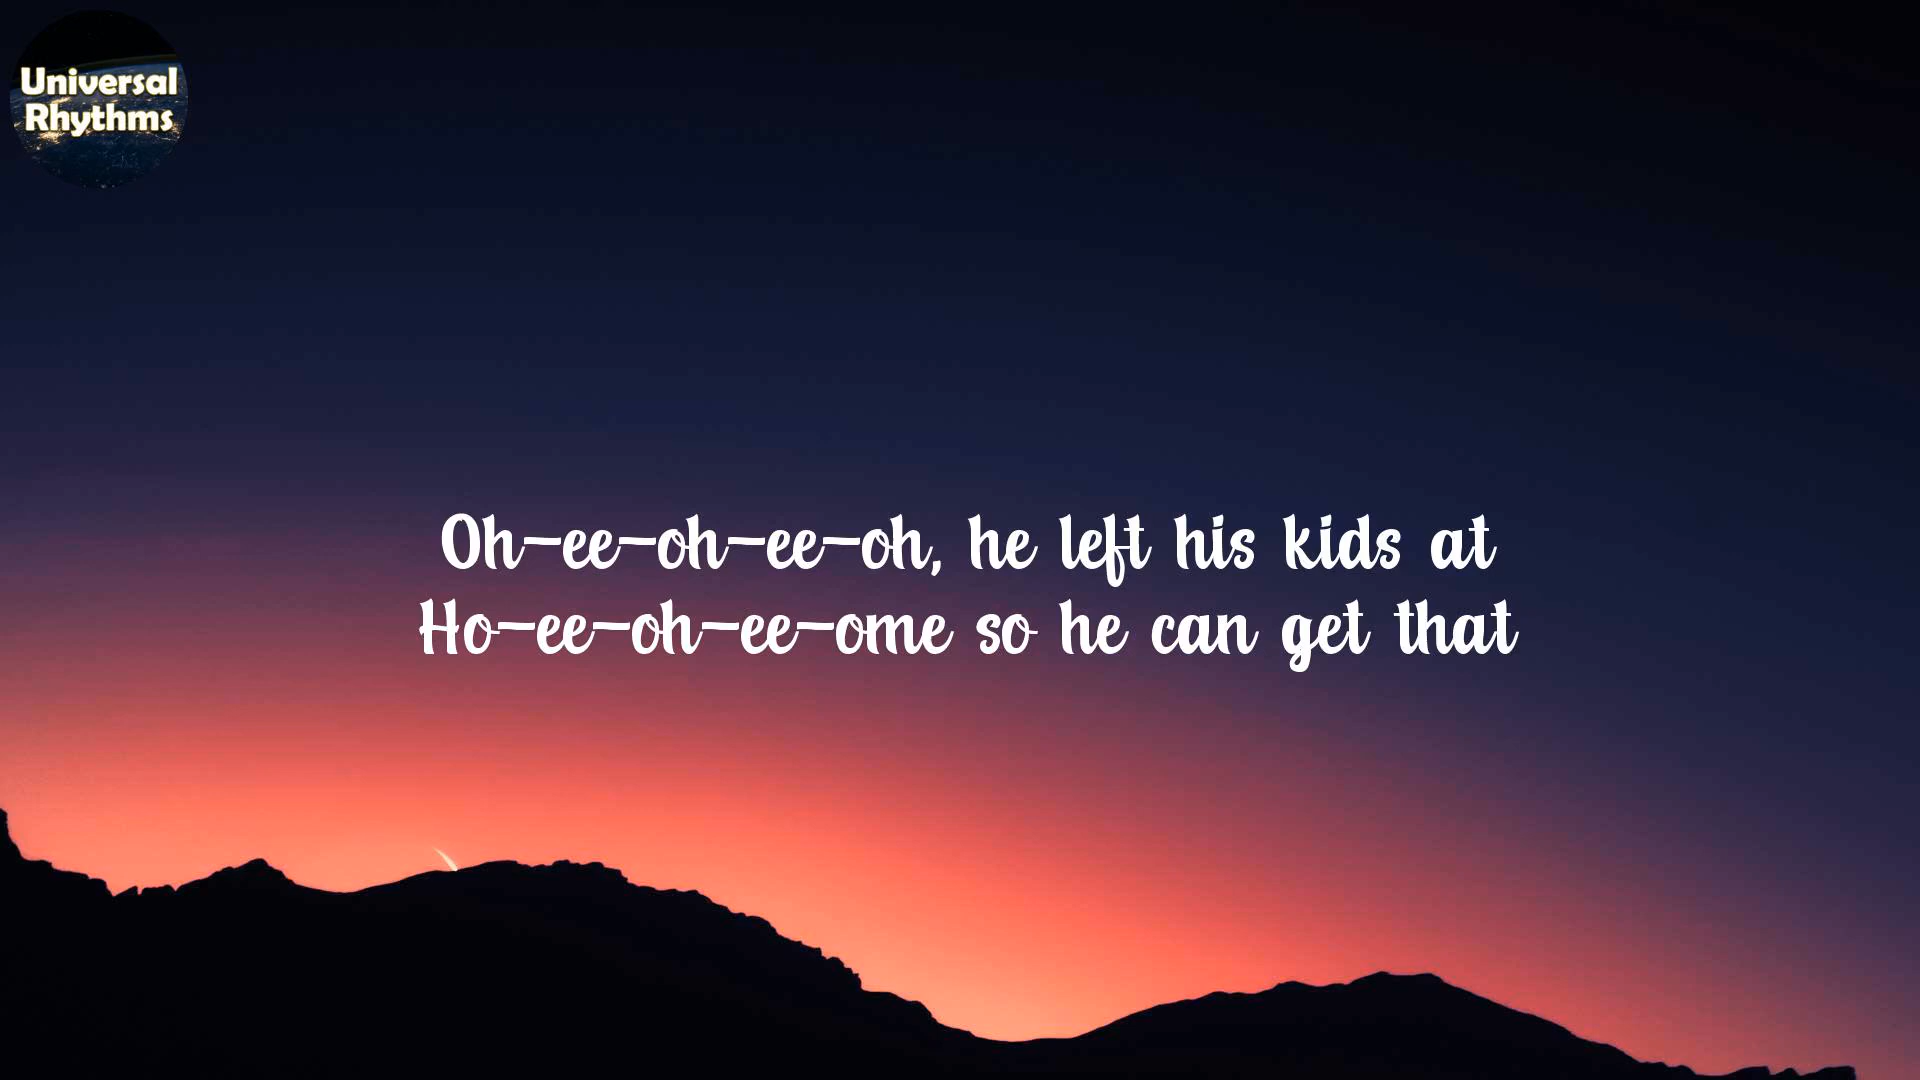 Universal
Rhythms
Oh-ee-oh-ee-oh, he left his kids at
Ho-ee-oh-ee-ome so he can get that